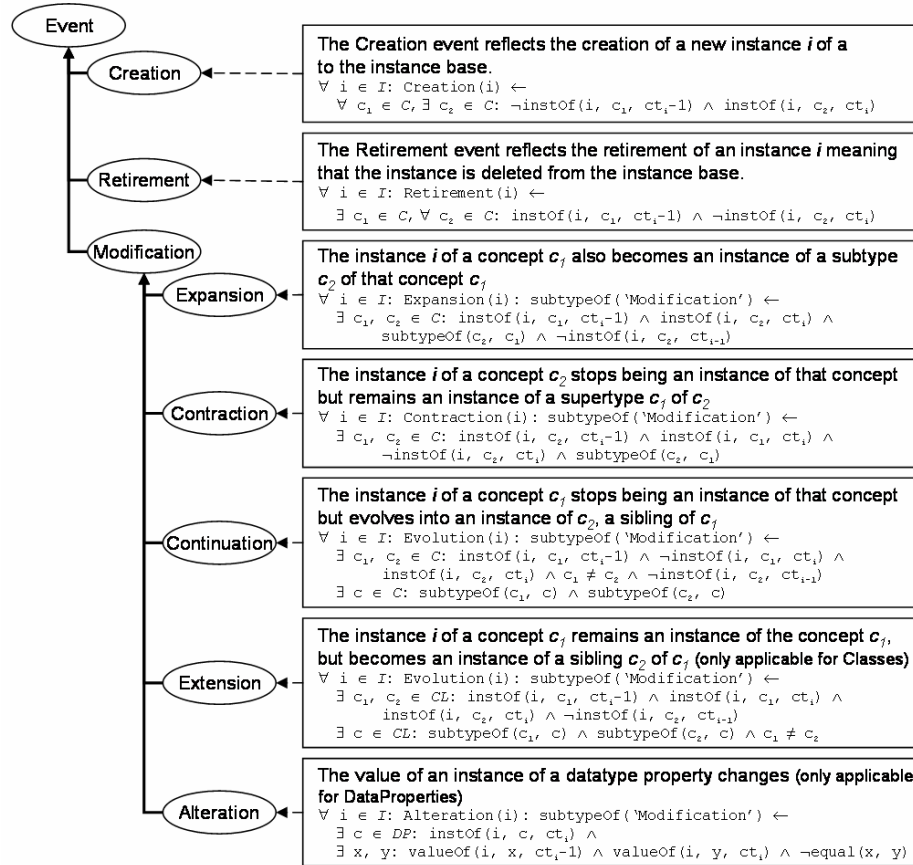 Event
Creation
The Creation event reflects the creation of a new instance i of a
to the instance base.
∀ i ∈ I: Creation(i) ←
∀ c₁ ∈ C, ∃ c₂ ∈ C: ¬instOf(i, c₁, ctᵢ-1) ∧ instOf(i, c₂, ctᵢ)
Retirement
The Retirement event reflects the retirement of an instance i meaning
that the instance is deleted from the instance base.
∀ i ∈ I: Retirement(i) ←
∃ c₁ ∈ C, ∀ c₂ ∈ C: instOf(i, c₁, ctᵢ-1) ∧ ¬instOf(i, c₂, ctᵢ)
Modification
Expansion
The instance i of a concept c₁ also becomes an instance of a subtype
c₂ of that concept c₁
∀ i ∈ I: Expansion(i): subtypeOf(‘Modification’) ←
∃ c₁, c₂ ∈ C: instOf(i, c₁, ctᵢ-1) ∧ instOf(i, c₂, ctᵢ) ∧
subtypeOf(c₂, c₁) ∧ ¬instOf(i, c₂, ctᵢ₋₁)
Contraction
The instance i of a concept c₂ stops being an instance of that concept
but remains an instance of a supertype c₁ of c₂
∀ i ∈ I: Contraction(i): subtypeOf(‘Modification’) ←
∃ c₁, c₂ ∈ C: instOf(i, c₂, ctᵢ-1) ∧ instOf(i, c₁, ctᵢ) ∧
¬instOf(i, c₂, ctᵢ) ∧ subtypeOf(c₂, c₁)
Continuation
The instance i of a concept c₁ stops being an instance of that concept
but evolves into an instance of c₂, a sibling of c₁
∀ i ∈ I: Evolution(i): subtypeOf(‘Modification’) ←
∃ c₁, c₂ ∈ C: instOf(i, c₁, ctᵢ-1) ∧ ¬instOf(i, c₁, ctᵢ) ∧
instOf(i, c₂, ctᵢ) ∧ c₁ ≠ c₂ ∧ ¬instOf(i, c₂, ctᵢ₋₁)
∃ c ∈ C: subtypeOf(c₁, c) ∧ subtypeOf(c₂, c)
Extension
The instance i of a concept c₁ remains an instance of the concept c₁,
but becomes an instance of a sibling c₂ of c₁ (only applicable for Classes)
∀ i ∈ I: Evolution(i): subtypeOf(‘Modification’) ←
∃ c₁, c₂ ∈ CL: instOf(i, c₁, ctᵢ-1) ∧ instOf(i, c₁, ctᵢ) ∧
instOf(i, c₂, ctᵢ) ∧ ¬instOf(i, c₂, ctᵢ₋₁)
∃ c ∈ CL: subtypeOf(c₁, c) ∧ subtypeOf(c₂, c) ∧ c₁ ≠ c₂
Alteration
The value of an instance of a datatype property changes (only applicable
for DataProperties)
∀ i ∈ I: Alteration(i): subtypeOf(‘Modification’) ←
∃ c ∈ DP: instOf(i, c, ctᵢ) ∧
∃ x, y: valueOf(i, x, ctᵢ-1) ∧ valueOf(i, y, ctᵢ) ∧ ¬equal(x, y)